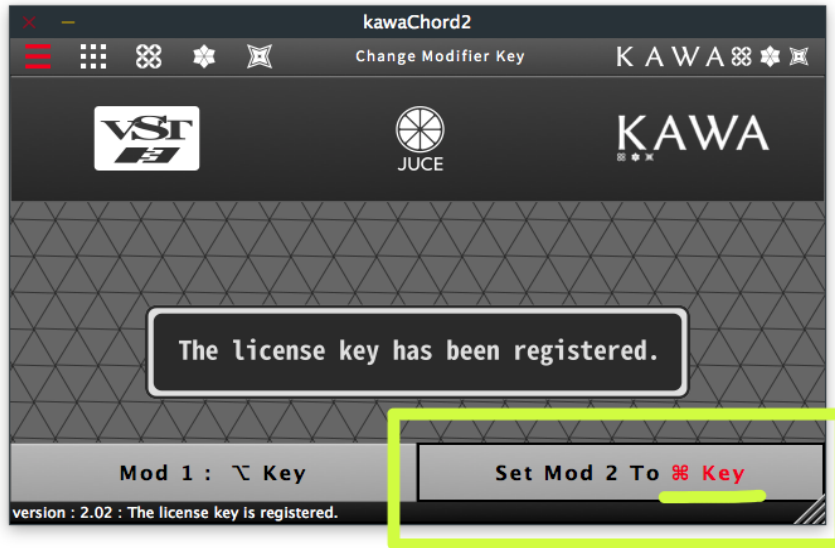 kawaChord2
Change Modifier Key
KAWA
VST
3
JUCE
KAWA
The license key has been registered.
Mod 1 : ⌥ Key
Set Mod 2 To ⌘ Key
version : 2.02 : The license key is registered.